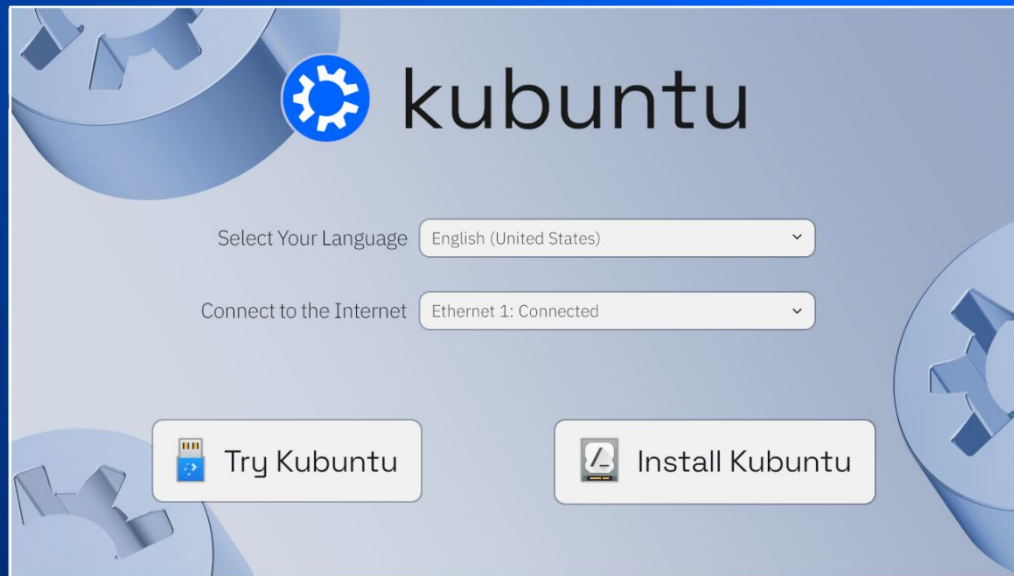 kubuntu
Select Your Language English (United States)
Connect to the Internet Ethernet 1: Connected
Try Kubuntu Install Kubuntu